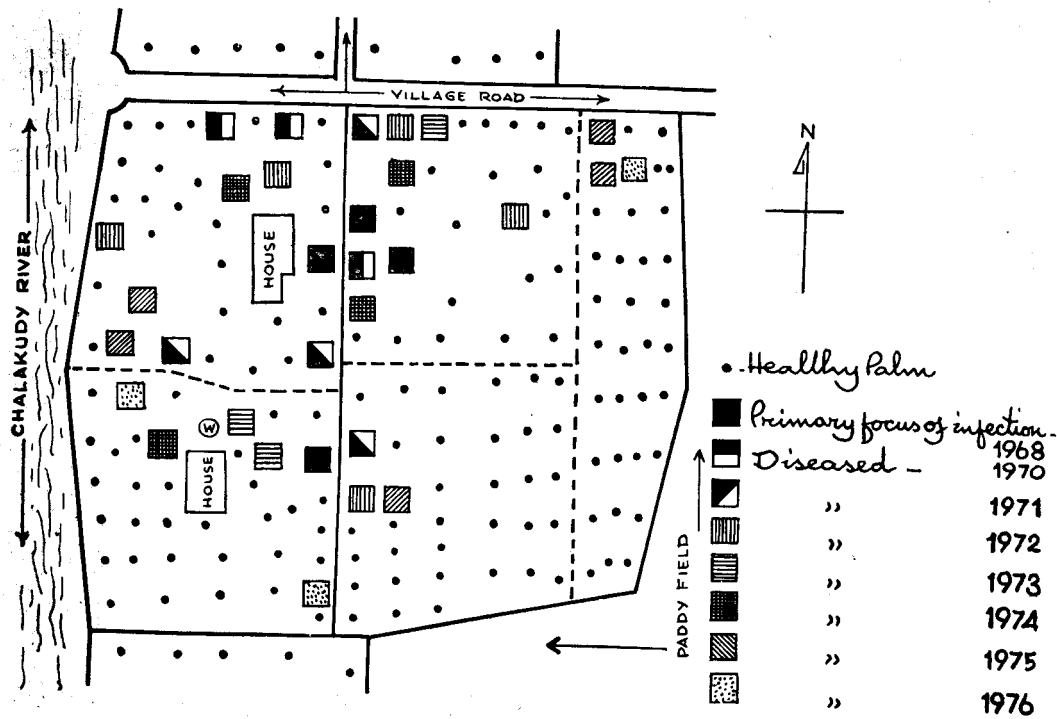 VILLAGE ROAD
CHALAKUDY RIVER
HOUSE
N
W
HOUSE
PADDY FIELD
Healthy Palm
Primary focus of infection - 1968
Diseased - 1970
,, 1971
,, 1972
,, 1973
,, 1974
,, 1975
,, 1976